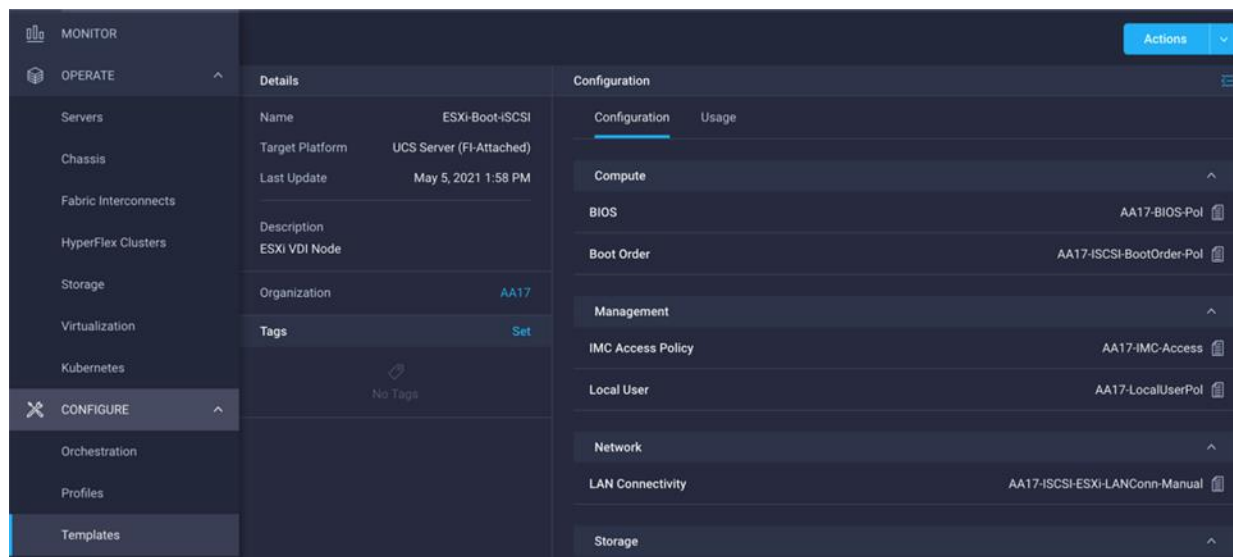 MONITOR
OPERATE
Servers
Chassis
Fabric Interconnects
HyperFlex Clusters
Storage
Virtualization
Kubernetes
CONFIGURE
Orchestration
Profiles
Templates
Actions
Details
Name ESXi-Boot-iSCSI
Target Platform UCS Server (FI-Attached)
Last Update May 5, 2021 1:58 PM
Description
ESXi VDI Node
Organization AA17
Tags Set
No Tags
Configuration
Configuration Usage
Compute
BIOS AA17-BIOS-Pol
Boot Order AA17-ISCSI-BootOrder-Pol
Management
IMC Access Policy AA17-IMC-Access
Local User AA17-LocalUserPol
Network
LAN Connectivity AA17-ISCSI-ESXi-LANConn-Manual
Storage